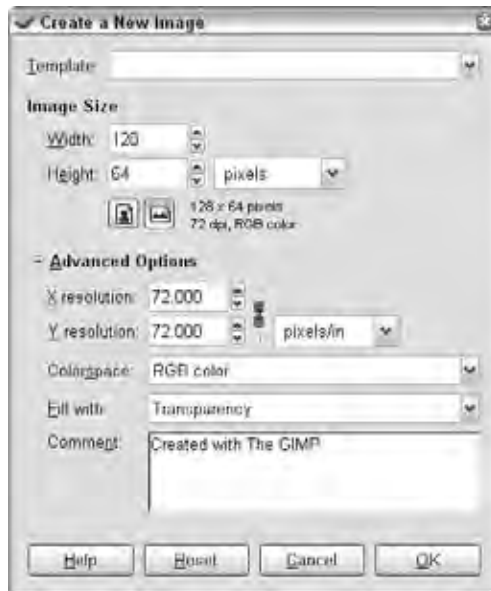 Create a New Image
Template:
Image Size
Width: 128
Height: 64 pixels
128 x 64 pixels
72 dpi, RGB color
- Advanced Options
X resolution: 72.000
Y resolution: 72.000 pixels/in
Colorspace: RGB color
Fill with: Transparency
Comment: Created with The GIMP
Help Reset Cancel OK